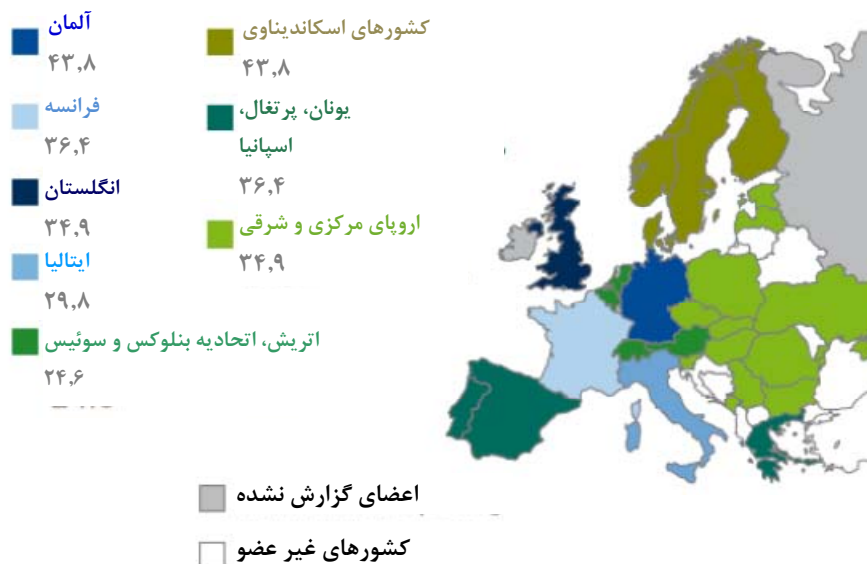 آلمان
۴۳,۸
فرانسه
۳۶,۴
انگلستان
۳۴,۹
ایتالیا
۲۹,۸
اتریش، اتحادیه بنلوکس و سوئیس
۲۴,۶
کشورهای اسکاندیناوی
۴۳,۸
یونان، پرتغال،
اسپانیا
۳۶,۴
اروپای مرکزی و شرقی
۳۴,۹
اعضای گزارش نشده
کشورهای غیر عضو